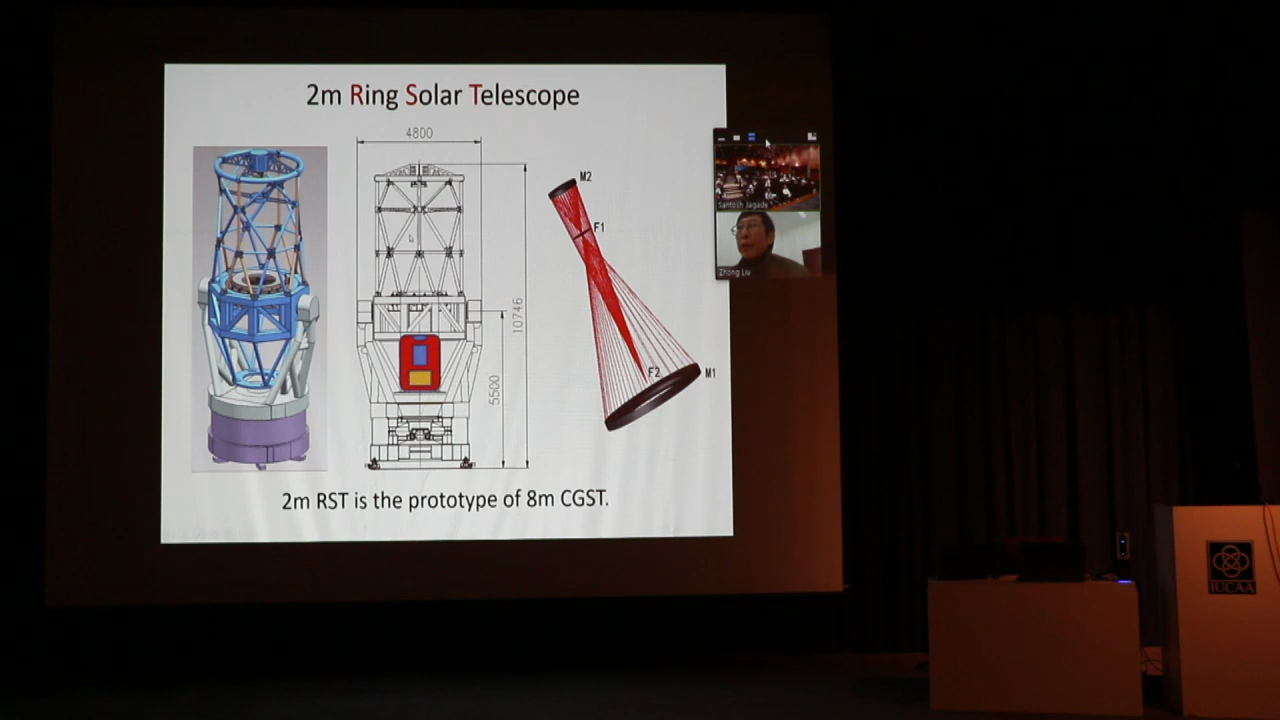 2m Ring Solar Telescope
4800
10746
5500
M2
F1
F2
M1
Santosh Jagade
Zhong Liu
2m RST is the prototype of 8m CGST.
IUCAA